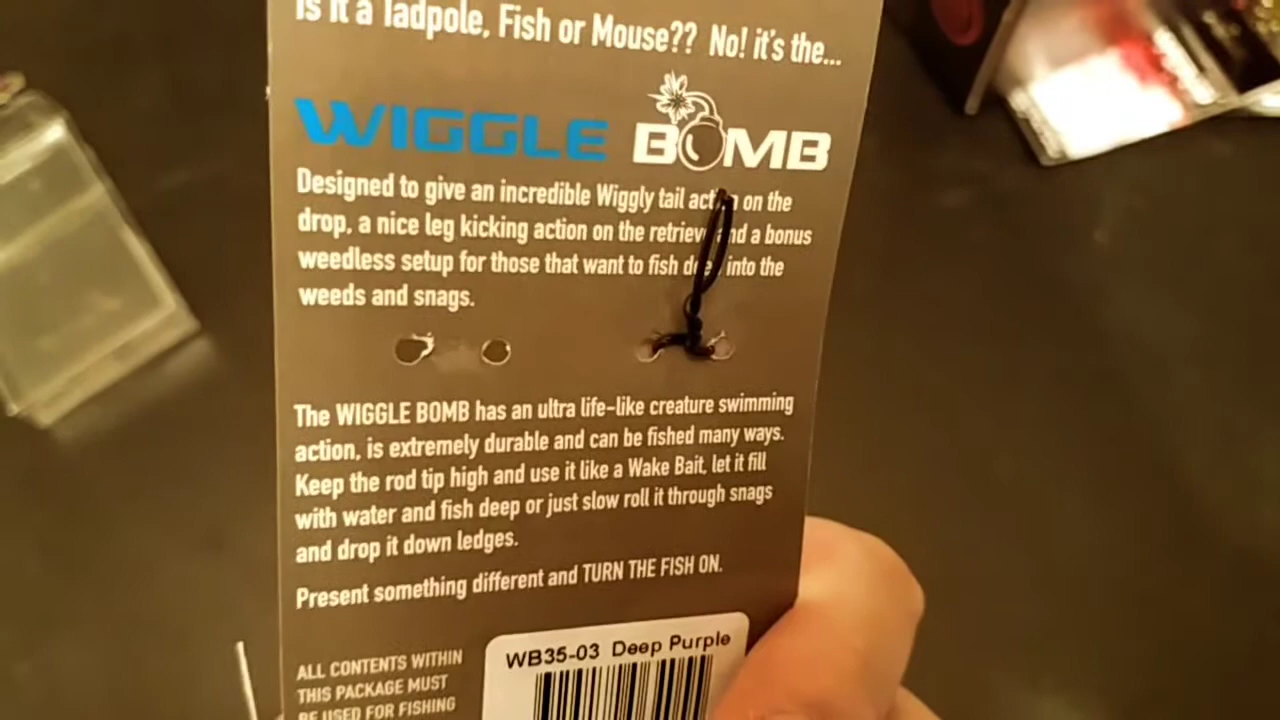 Is it a Tadpole, Fish or Mouse?? No! it's the...
WIGGLE BOMB
Designed to give an incredible Wiggly tail action on the
drop, a nice leg kicking action on the retrieve and a bonus
weedless setup for those that want to fish deep into the
weeds and snags.
The WIGGLE BOMB has an ultra life-like creature swimming
action, is extremely durable and can be fished many ways.
Keep the rod tip high and use it like a Wake Bait, let it fill
with water and fish deep or just slow roll it through snags
and drop it down ledges.
Present something different and TURN THE FISH ON.
ALL CONTENTS WITHIN
THIS PACKAGE MUST
BE USED FOR FISHING
WB35-03 Deep Purple